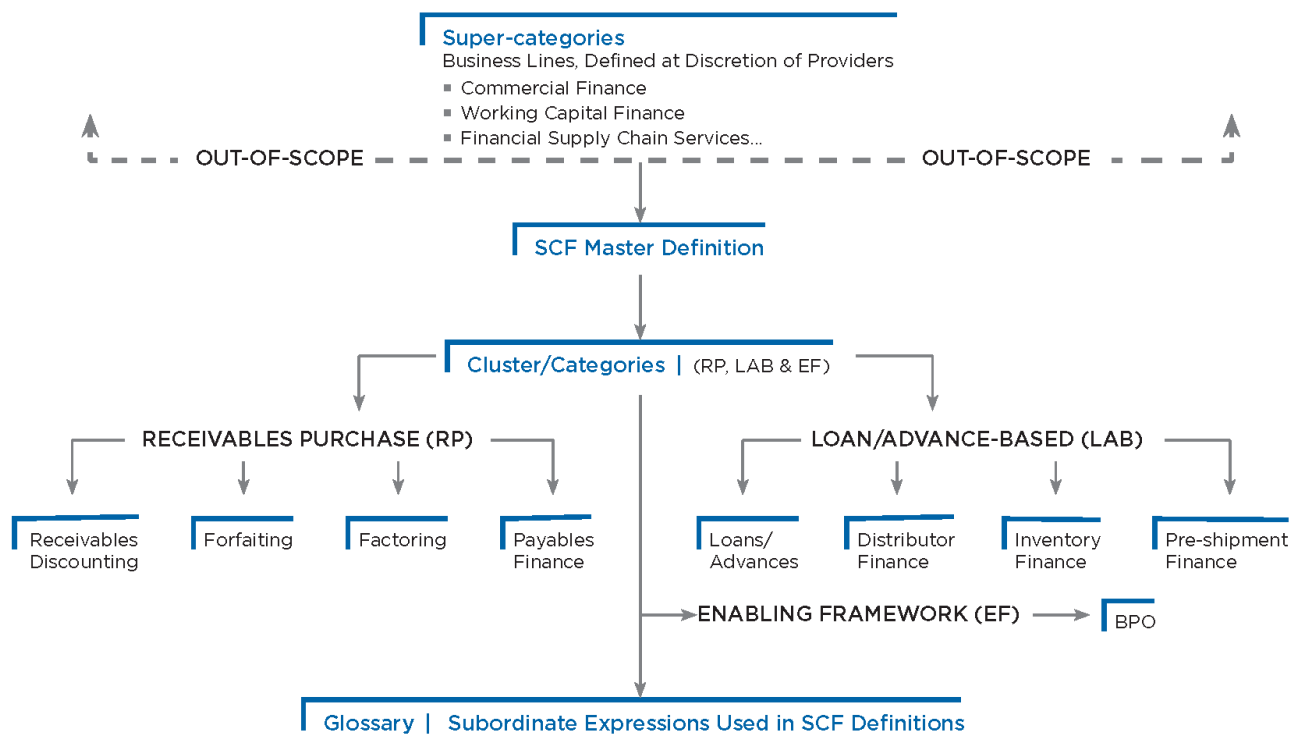 Super-categories
Business Lines, Defined at Discretion of Providers
▪ Commercial Finance
▪ Working Capital Finance
▪ Financial Supply Chain Services...
OUT-OF-SCOPE
OUT-OF-SCOPE
SCF Master Definition
Cluster/Categories | (RP, LAB & EF)
RECEIVABLES PURCHASE (RP)
LOAN/ADVANCE-BASED (LAB)
Receivables
Discounting
Forfaiting
Factoring
Payables
Finance
Loans/
Advances
Distributor
Finance
Inventory
Finance
Pre-shipment
Finance
ENABLING FRAMEWORK (EF)
BPO
Glossary | Subordinate Expressions Used in SCF Definitions